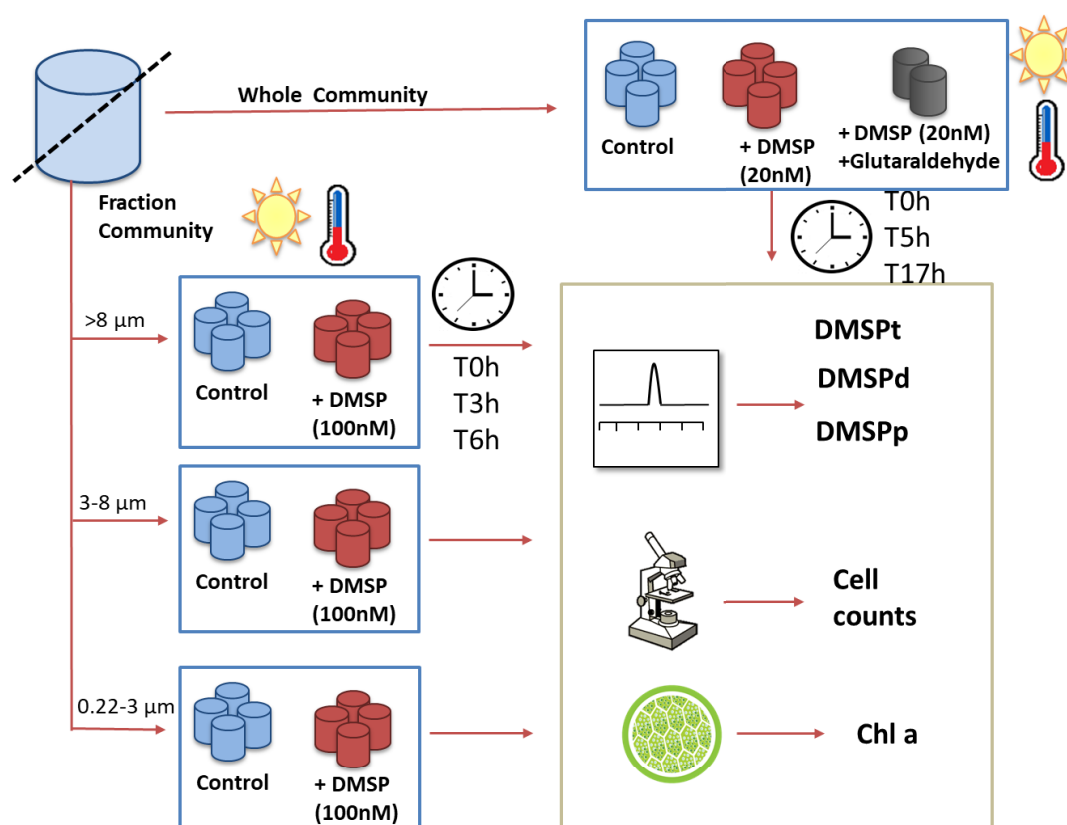 Whole Community
Control
+ DMSP
(20nM)
+ DMSP (20nM)
+Glutaraldehyde
T0h
T5h
T17h
Fraction
Community
>8 µm
Control
+ DMSP
(100nM)
T0h
T3h
T6h
3-8 µm
Control
+ DMSP
(100nM)
0.22-3 µm
Control
+ DMSP
(100nM)
DMSPt
DMSPd
DMSPp
Cell
counts
Chl a